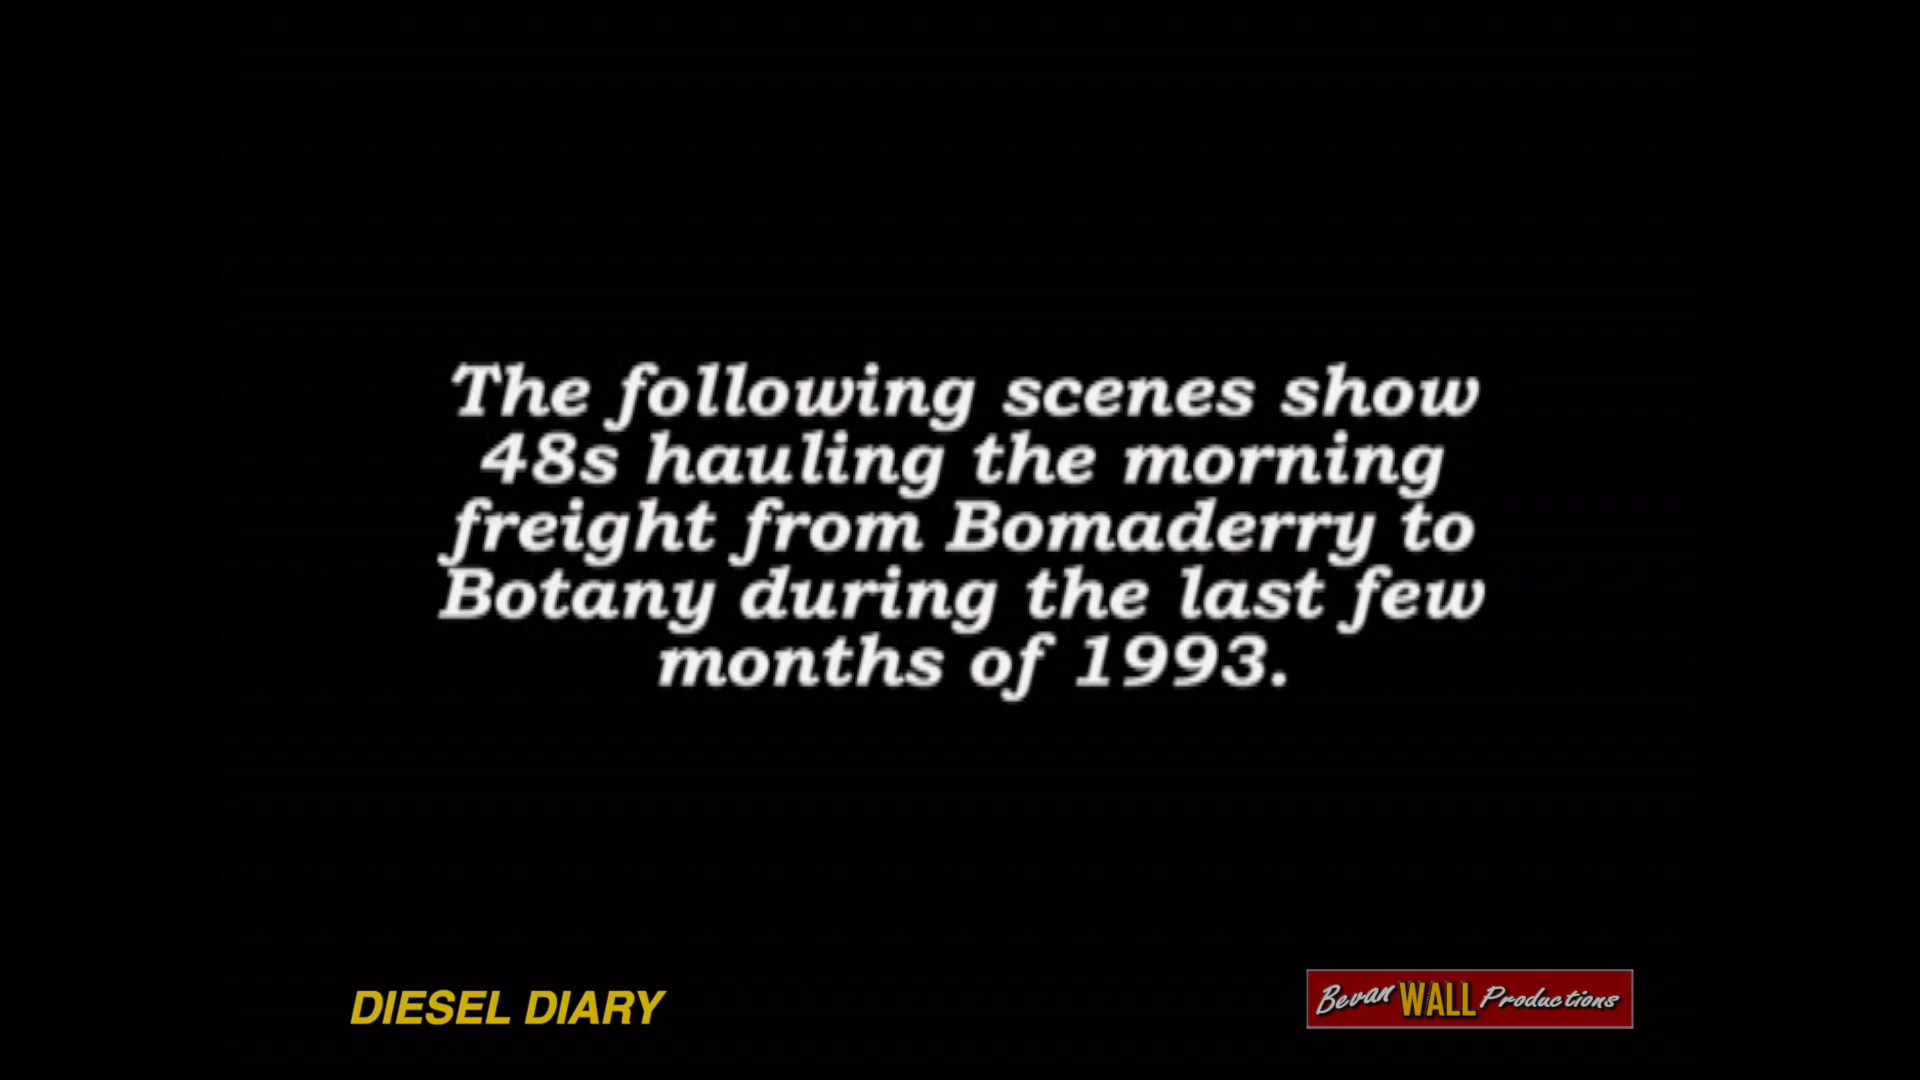 The following scenes show
48s hauling the morning
freight from Bomaderry to
Botany during the last few
months of 1993.
DIESEL DIARY
Bevan WALL Productions